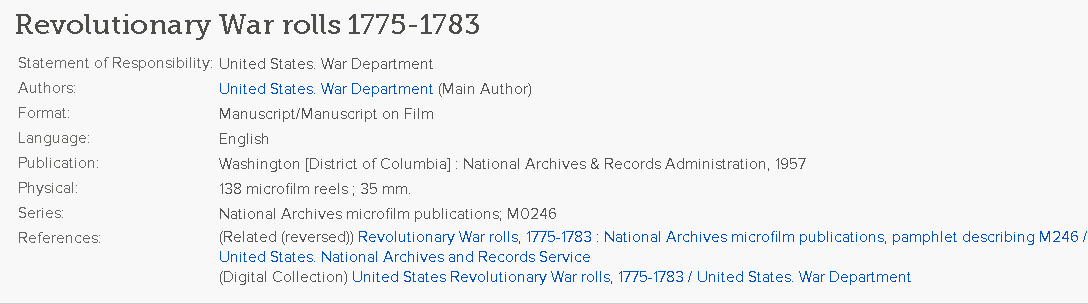 Revolutionary War rolls 1775-1783
Statement of Responsibility: United States. War Department
Authors: United States. War Department (Main Author)
Format: Manuscript/Manuscript on Film
Language: English
Publication: Washington [District of Columbia] : National Archives & Records Administration, 1957
Physical: 138 microfilm reels ; 35 mm.
Series: National Archives microfilm publications; M0246
References: (Related (reversed)) Revolutionary War rolls, 1775-1783 : National Archives microfilm publications, pamphlet describing M246 /
United States. National Archives and Records Service
(Digital Collection) United States Revolutionary War rolls, 1775-1783 / United States. War Department